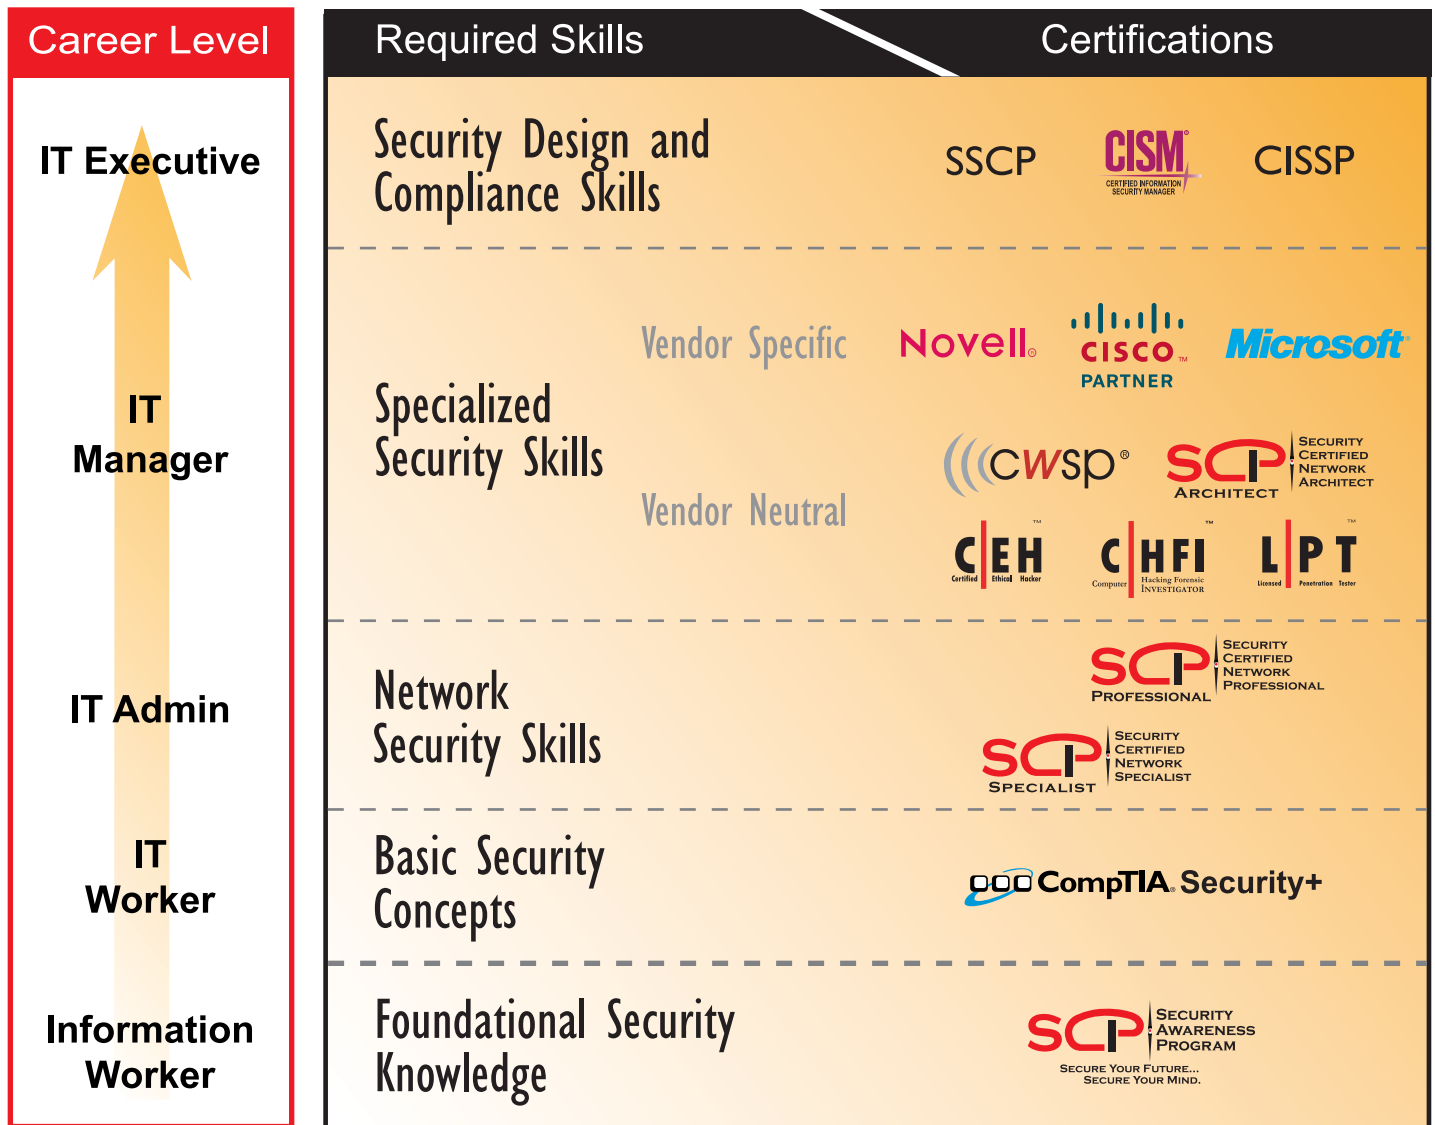 Career Level
Required Skills
Certifications
IT Executive
Security Design and
Compliance Skills
SSCP
CISM®
CERTIFIED INFORMATION
SECURITY MANAGER
CISSP
IT
Manager
Specialized
Security Skills
Vendor Specific
Novell®
CISCO™
PARTNER
Microsoft®
Vendor Neutral
CWSP®
SCP
ARCHITECT
SECURITY
CERTIFIED
NETWORK
ARCHITECT
C|EH™
Certified Ethical Hacker
C|HFI™
Computer Hacking Forensic
INVESTIGATOR
L|PT™
Licensed Penetration Tester
IT Admin
Network
Security Skills
SCP
PROFESSIONAL
SECURITY
CERTIFIED
NETWORK
PROFESSIONAL
SCP
SPECIALIST
SECURITY
CERTIFIED
NETWORK
SPECIALIST
IT
Worker
Basic Security
Concepts
CompTIA® Security+
Information
Worker
Foundational Security
Knowledge
SCP
SECURITY
AWARENESS
PROGRAM
SECURE YOUR FUTURE...
SECURE YOUR MIND.